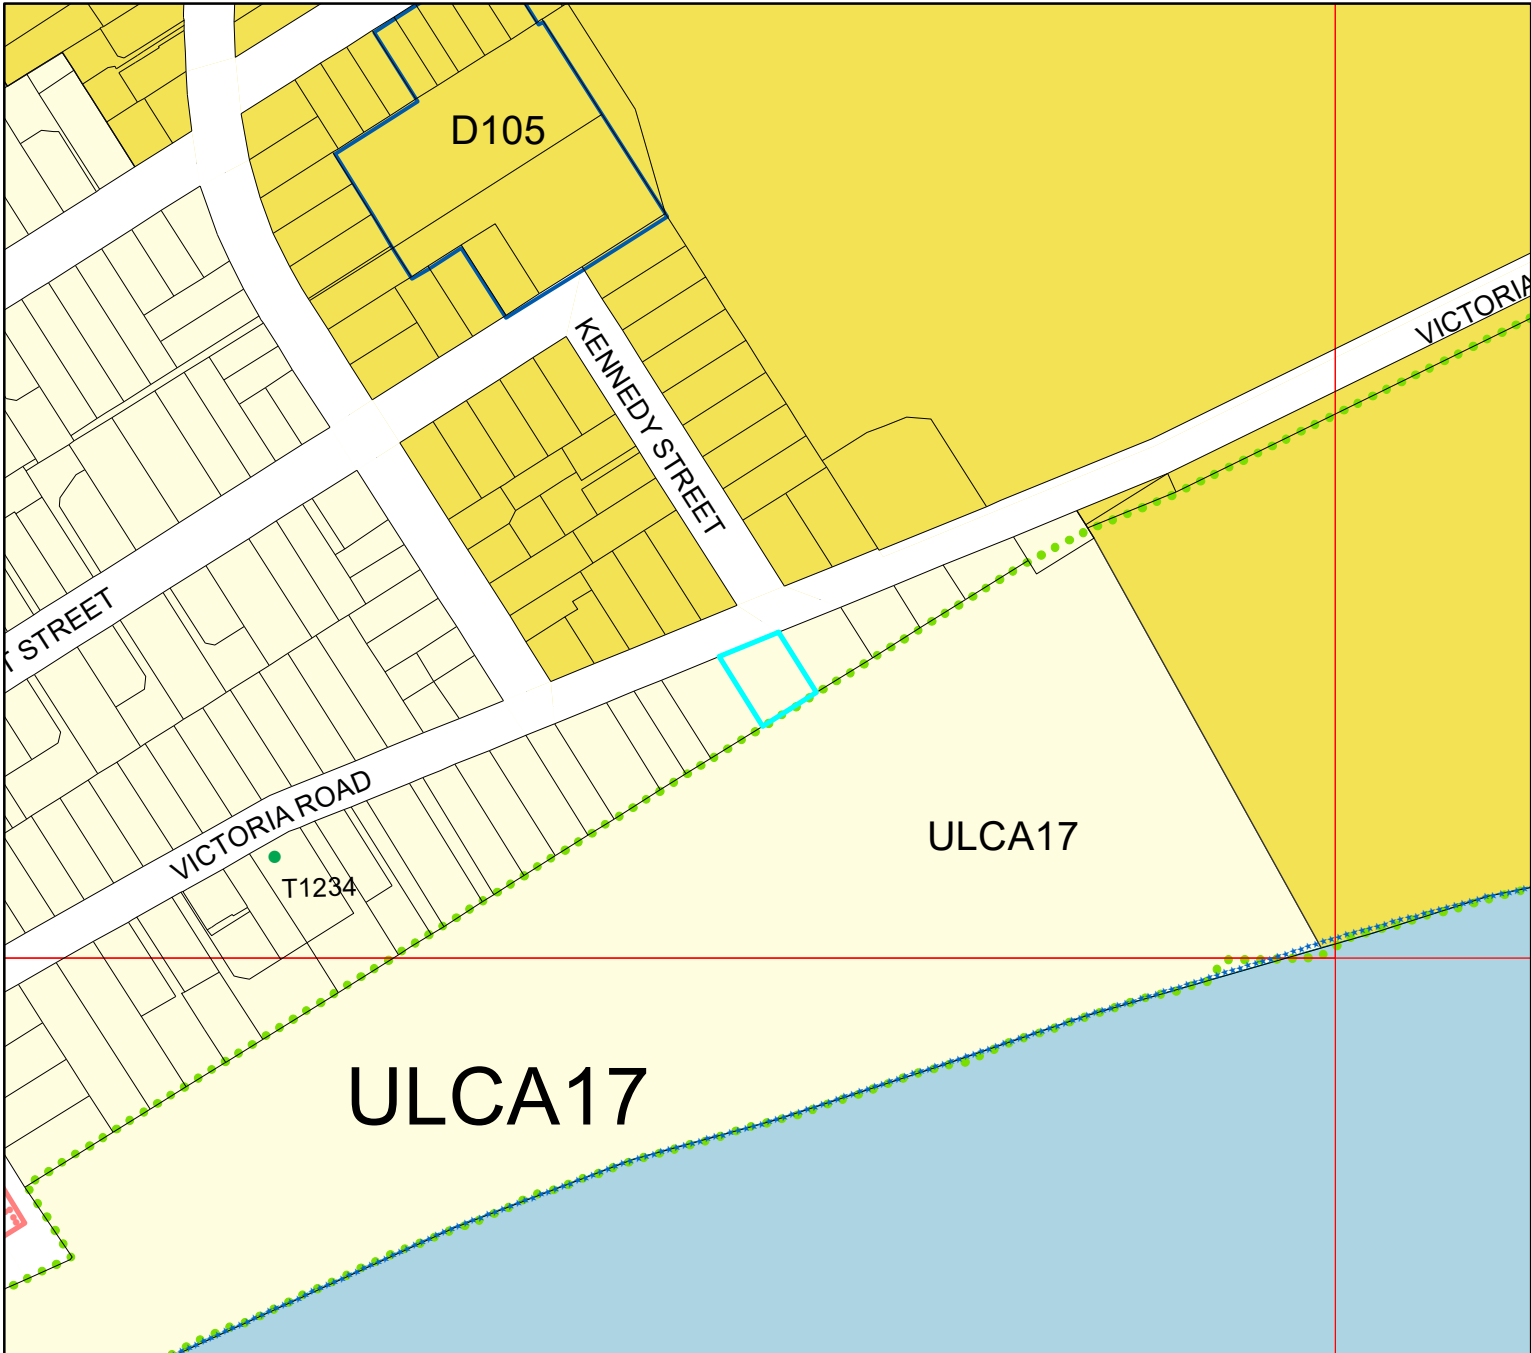 D105
VICTORIA
KENNEDY STREET
T STREET
VICTORIA ROAD
T1234
ULCA17
ULCA17